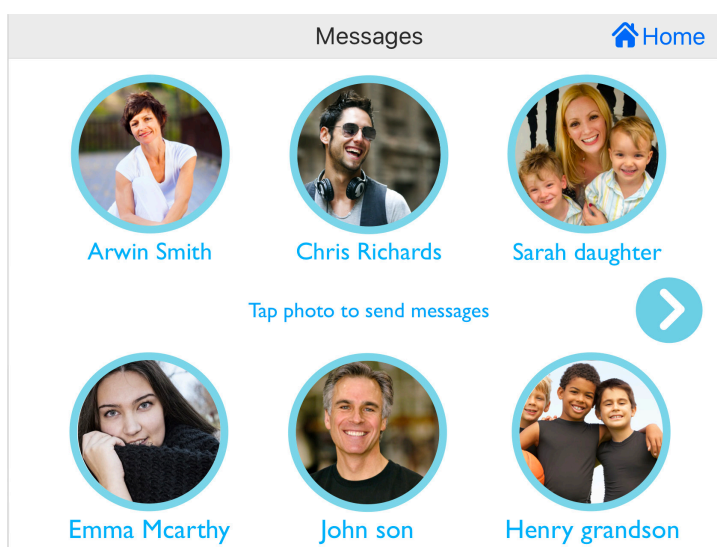 Messages
Home
Arwin Smith
Chris Richards
Sarah daughter
Tap photo to send messages
Emma Mcarthy
John son
Henry grandson